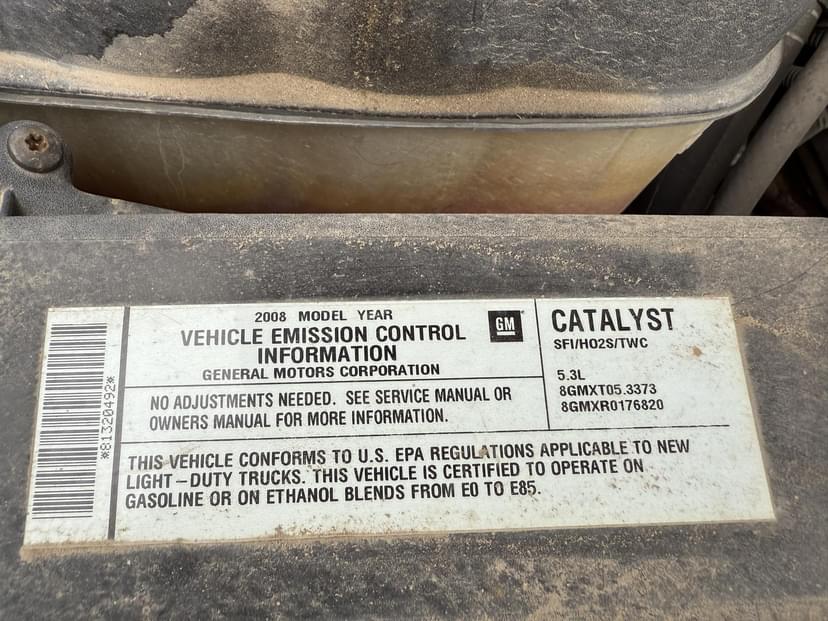 2008 MODEL YEAR
VEHICLE EMISSION CONTROL
INFORMATION
GENERAL MOTORS CORPORATION
GM
NO ADJUSTMENTS NEEDED. SEE SERVICE MANUAL OR
OWNERS MANUAL FOR MORE INFORMATION.
CATALYST
SFI/HO2S/TWC
5.3L
8GMXT05.3373
8GMXR0176820
THIS VEHICLE CONFORMS TO U.S. EPA REGULATIONS APPLICABLE TO NEW
LIGHT-DUTY TRUCKS. THIS VEHICLE IS CERTIFIED TO OPERATE ON
GASOLINE OR ON ETHANOL BLENDS FROM E0 TO E85.
*81320492*